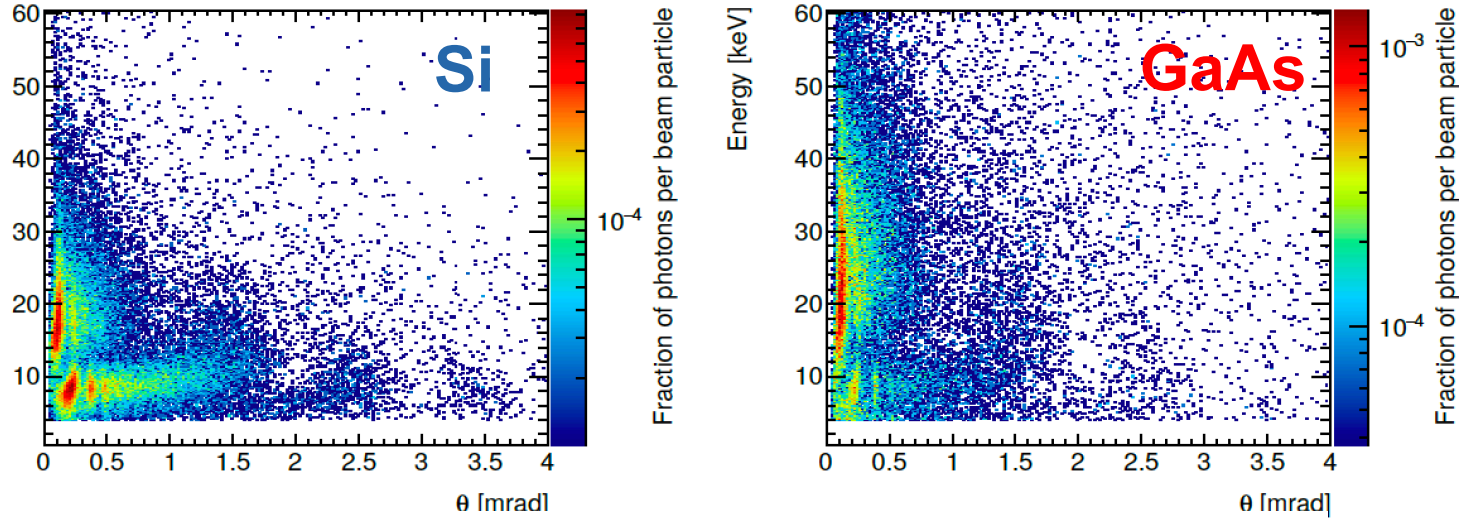 Si
60
50
40
30
20
10
0 0.5 1 1.5 2 2.5 3 3.5 4
θ [mrad]
10⁻⁴
Fraction of photons per beam particle
GaAs
Energy [keV]
60
50
40
30
20
10
0
0 0.5 1 1.5 2 2.5 3 3.5 4
θ [mrad]
10⁻³
10⁻⁴
Fraction of photons per beam particle